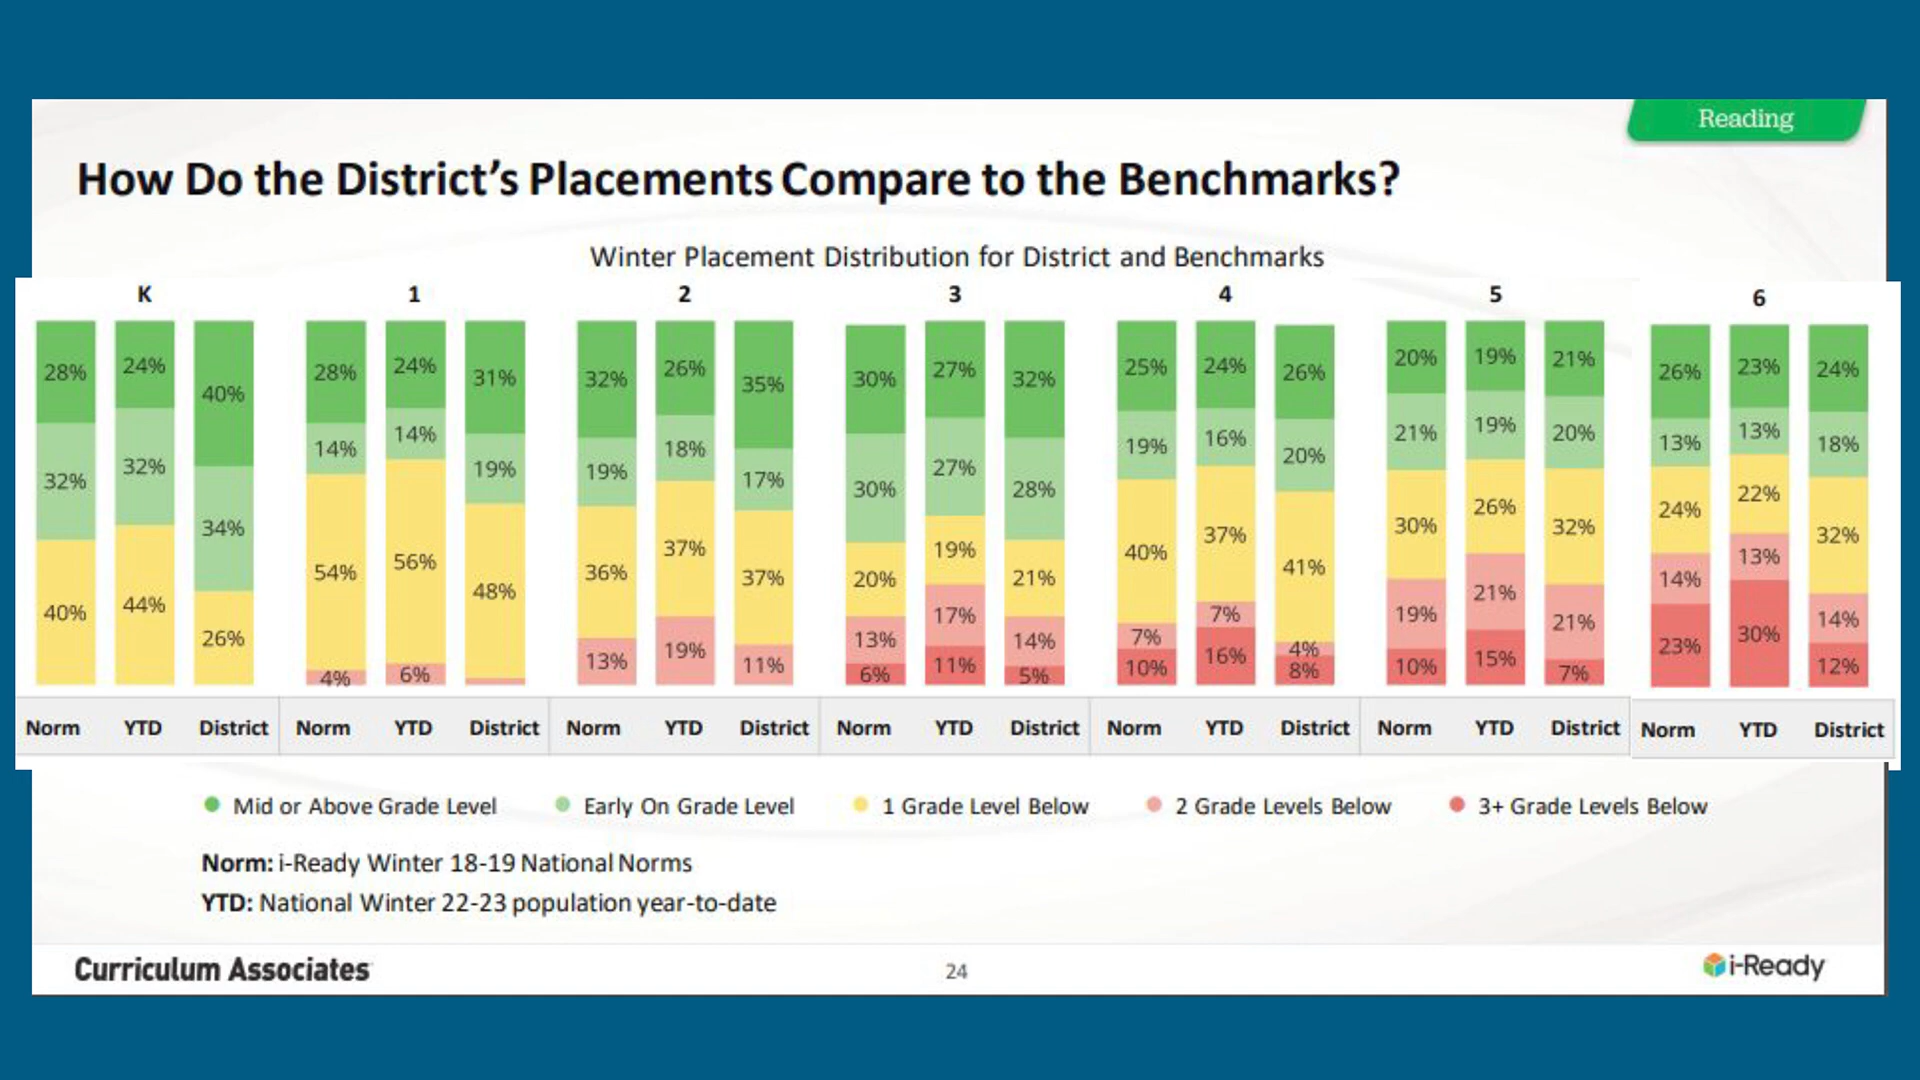 Reading
How Do the District's Placements Compare to the Benchmarks?
Winter Placement Distribution for District and Benchmarks
K 1 2 3 4 5 6
28% 24% 40% 28% 24% 31% 32% 26% 35% 30% 27% 32% 25% 24% 26% 20% 19% 21% 26% 23% 24%
32% 32% 34% 14% 14% 19% 19% 18% 17% 30% 27% 28% 19% 16% 20% 21% 19% 20% 13% 13% 18%
40% 44% 26% 54% 56% 48% 36% 37% 37% 20% 19% 21% 40% 37% 41% 30% 26% 32% 24% 22% 32%
4% 6% 13% 19% 11% 13% 17% 14% 7% 7% 4% 19% 21% 21% 14% 13% 14%
6% 11% 5% 10% 16% 8% 10% 15% 7% 23% 30% 12%
Norm YTD District Norm YTD District Norm YTD District Norm YTD District Norm YTD District Norm YTD District Norm YTD District
Mid or Above Grade Level Early On Grade Level 1 Grade Level Below 2 Grade Levels Below 3+ Grade Levels Below
Norm: i-Ready Winter 18-19 National Norms
YTD: National Winter 22-23 population year-to-date
Curriculum Associates 24 i-Ready